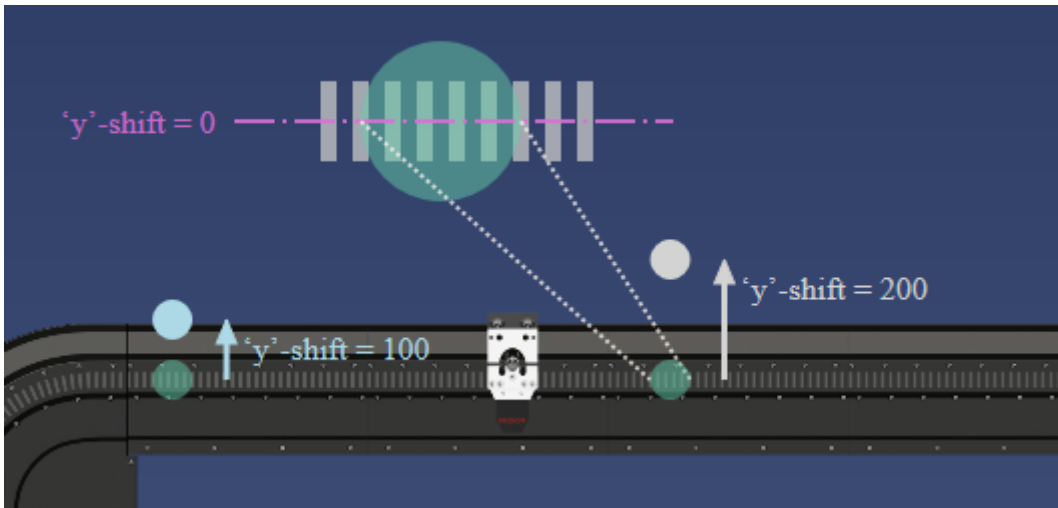 ‘y’-shift = 0
‘y’-shift = 200
‘y’-shift = 100